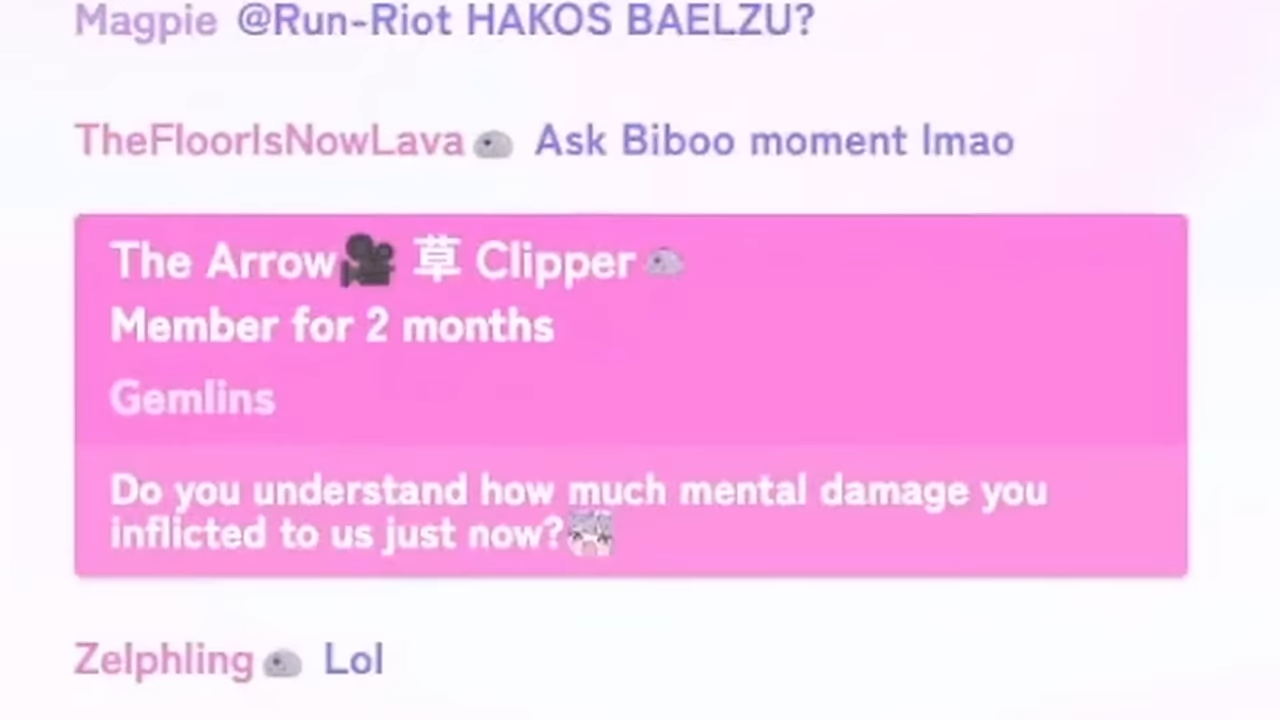 Magpie @Run-Riot HAKOS BAELZU?
TheFloorIsNowLava Ask Biboo moment lmao
The Arrow🎥 草 Clipper
Member for 2 months
Gemlins
Do you understand how much mental damage you
inflicted to us just now?
Zelphling Lol